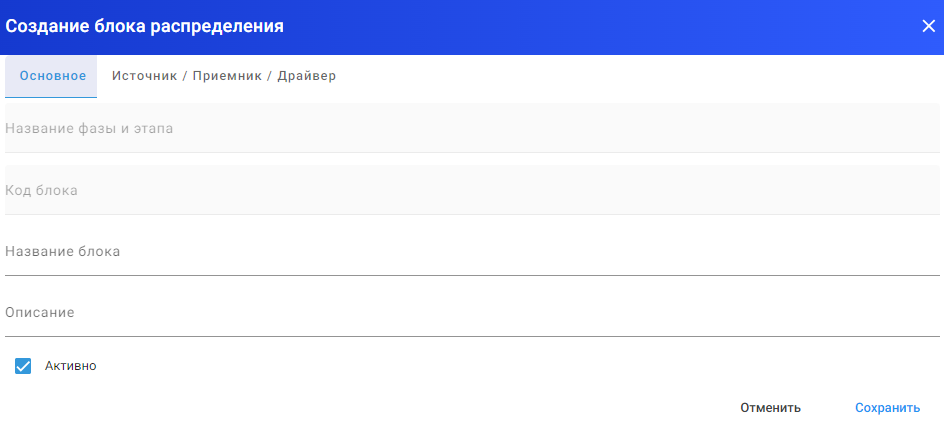 Создание блока распределения
Основное Источник / Приемник / Драйвер
Название фазы и этапа
Код блока
Название блока
Описание
Активно
Отменить Сохранить